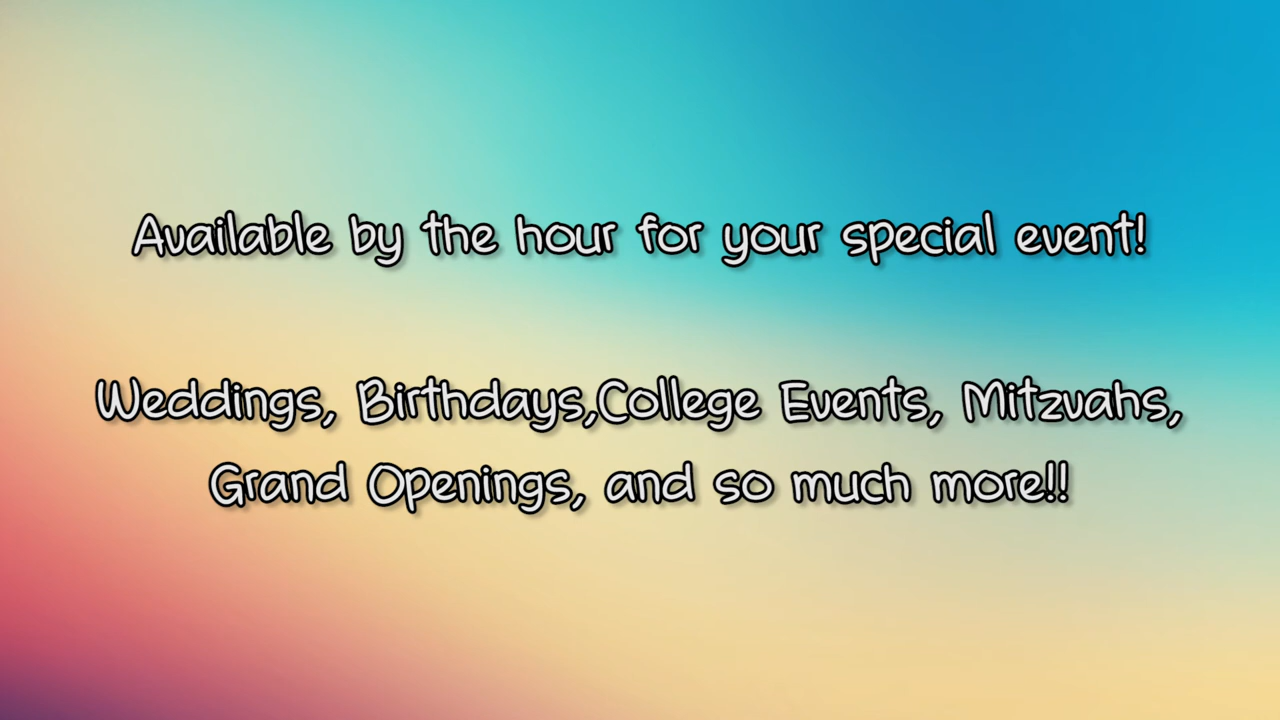 Available by the hour for your special event!
Weddings, Birthdays,College Events, Mitzvahs,
Grand Openings, and so much more!!